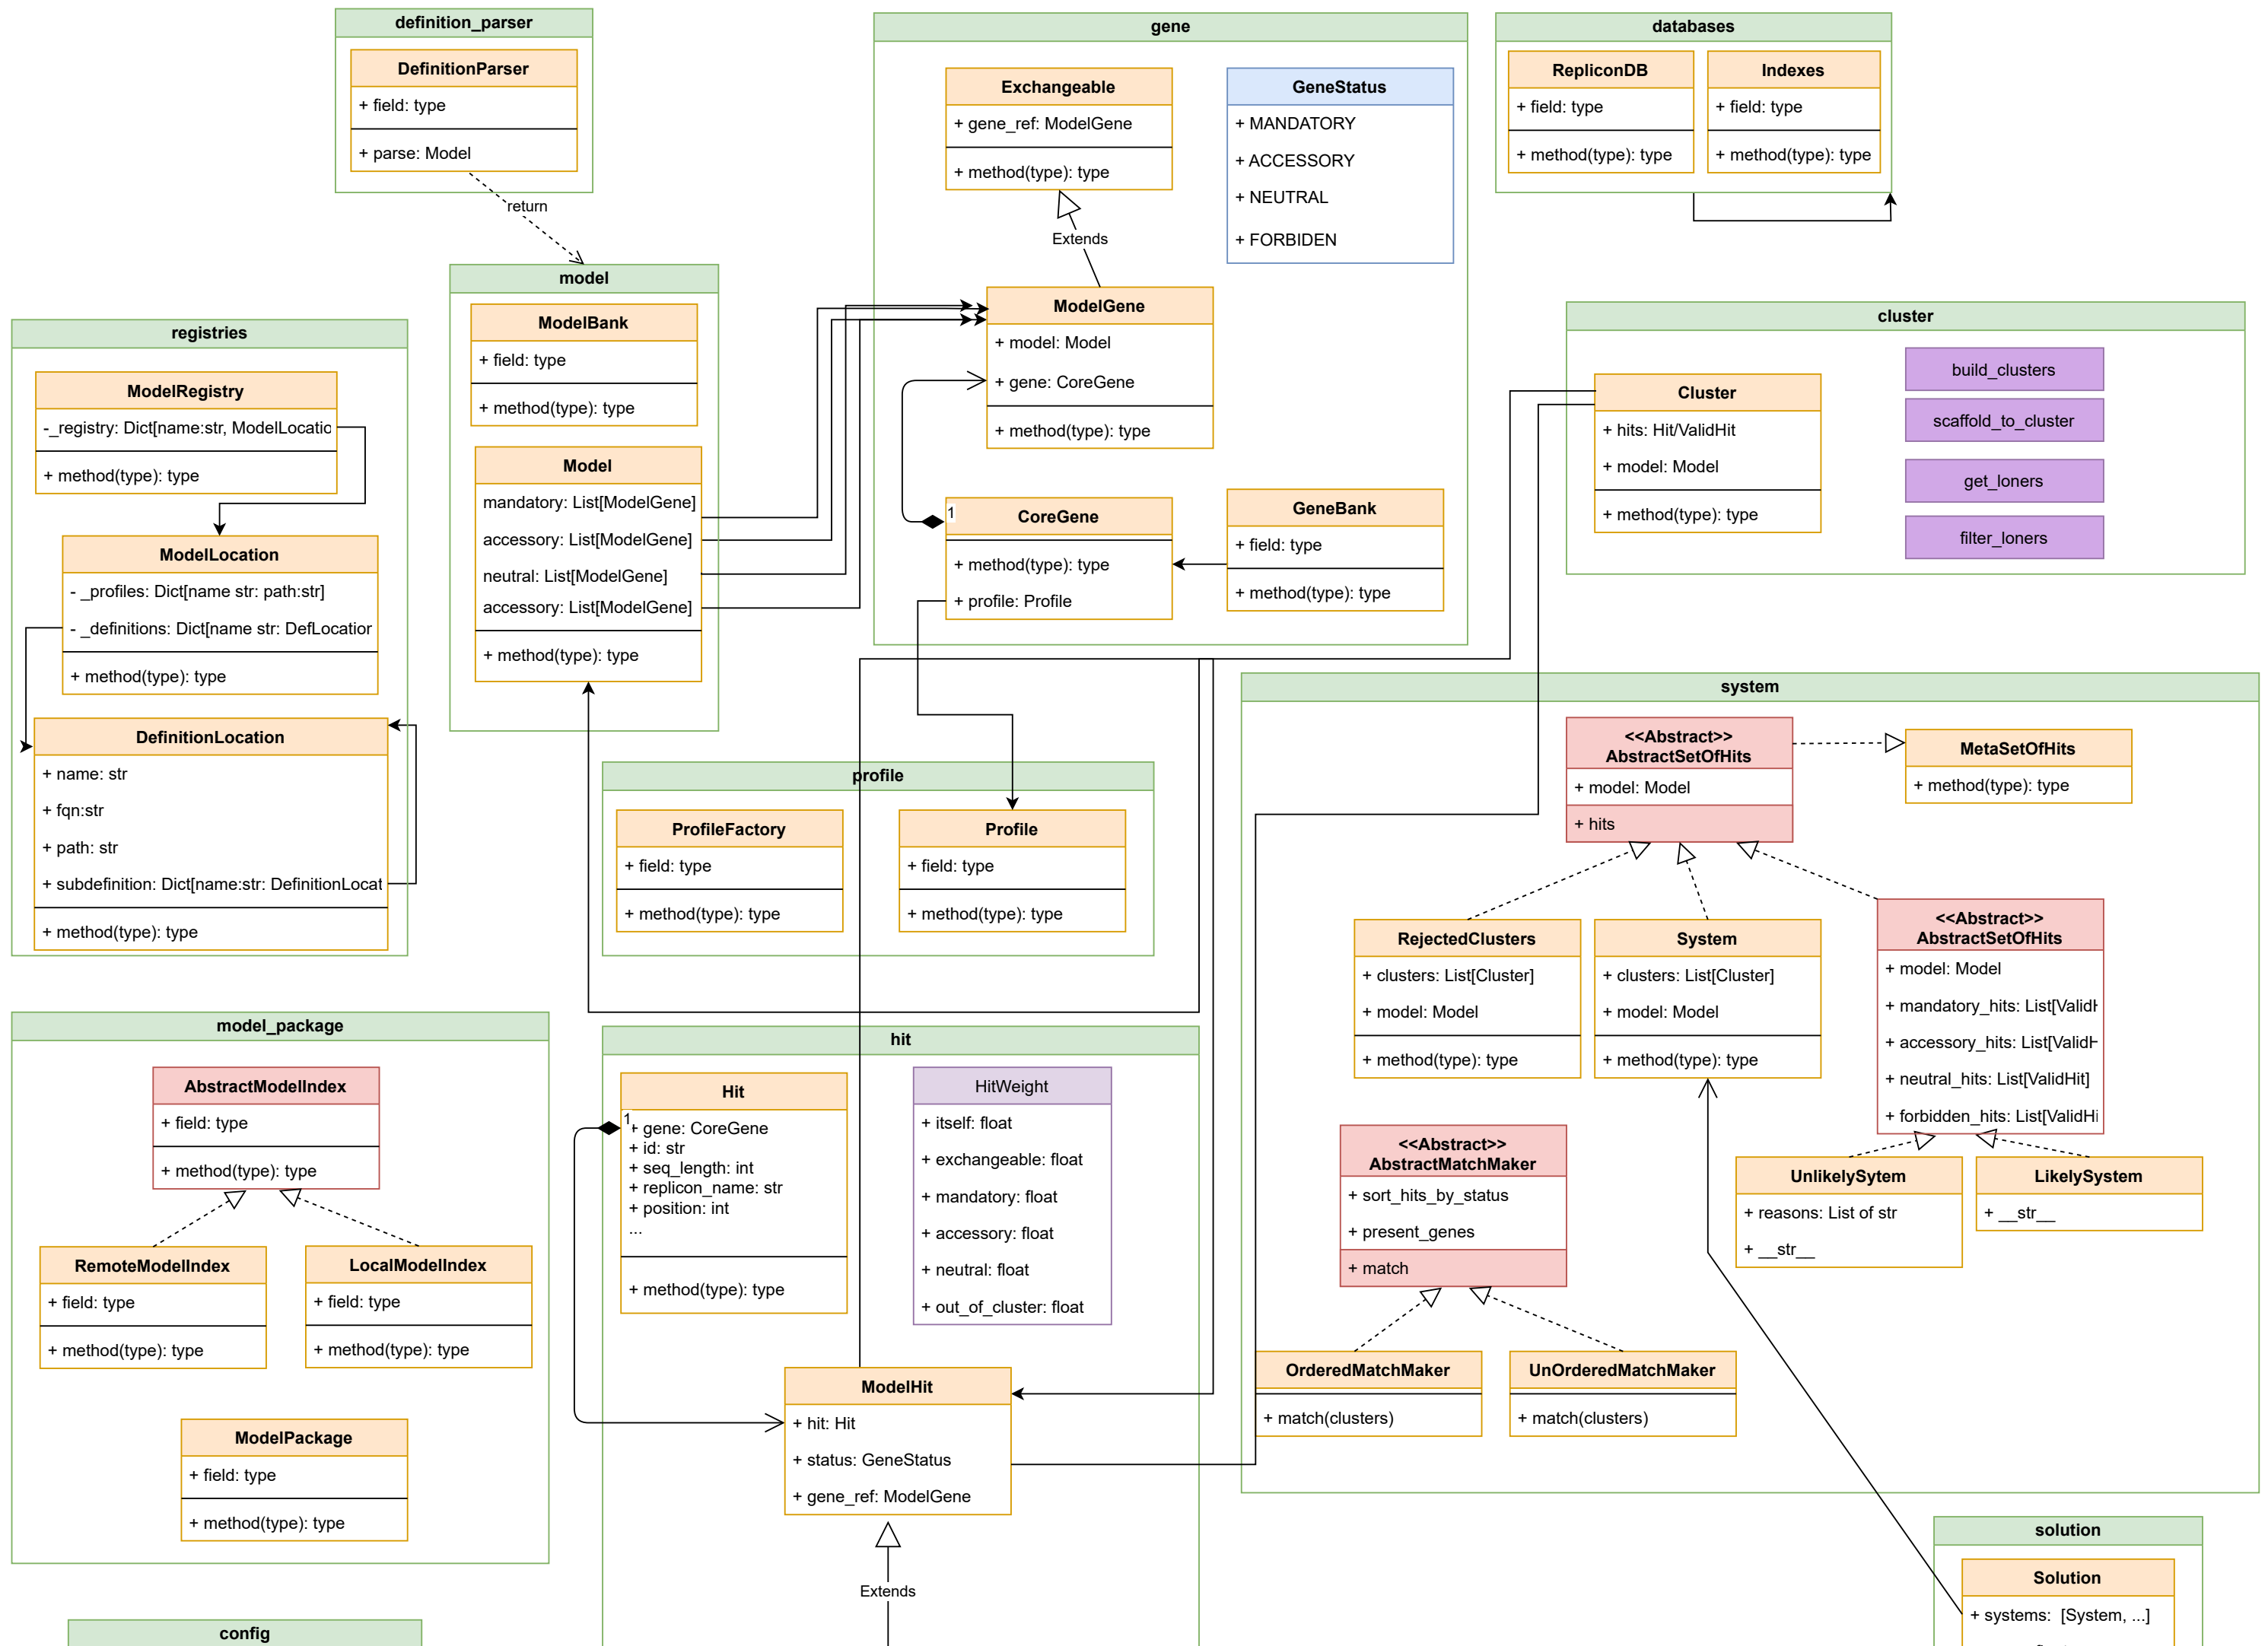 definition_parser
DefinitionParser
+ field: type
+ parse: Model
return
gene
Exchangeable
+ gene_ref: ModelGene
+ method(type): type
GeneStatus
+ MANDATORY
+ ACCESSORY
+ NEUTRAL
+ FORBIDEN
Extends
ModelGene
+ model: Model
+ gene: CoreGene
+ method(type): type
1
CoreGene
+ method(type): type
+ profile: Profile
GeneBank
+ field: type
+ method(type): type
databases
RepliconDB
+ field: type
+ method(type): type
Indexes
+ field: type
+ method(type): type
model
ModelBank
+ field: type
+ method(type): type
Model
mandatory: List[ModelGene]
accessory: List[ModelGene]
neutral: List[ModelGene]
accessory: List[ModelGene]
+ method(type): type
registries
ModelRegistry
-_registry: Dict[name:str, ModelLocatio
+ method(type): type
ModelLocation
- _profiles: Dict[name str: path:str]
- _definitions: Dict[name str: DefLocation
+ method(type): type
DefinitionLocation
+ name: str
+ fqn:str
+ path: str
+ subdefinition: Dict[name:str: DefinitionLocat
+ method(type): type
cluster
Cluster
+ hits: Hit/ValidHit
+ model: Model
+ method(type): type
build_clusters
scaffold_to_cluster
get_loners
filter_loners
profile
ProfileFactory
+ field: type
+ method(type): type
Profile
+ field: type
+ method(type): type
system
<<Abstract>>
AbstractSetOfHits
+ model: Model
+ hits
MetaSetOfHits
+ method(type): type
RejectedClusters
+ clusters: List[Cluster]
+ model: Model
+ method(type): type
System
+ clusters: List[Cluster]
+ model: Model
+ method(type): type
<<Abstract>>
AbstractSetOfHits
+ model: Model
+ mandatory_hits: List[ValidH
+ accessory_hits: List[ValidH
+ neutral_hits: List[ValidHit]
+ forbidden_hits: List[ValidHi
UnlikelySytem
+ reasons: List of str
+ __str__
LikelySystem
+ __str__
<<Abstract>>
AbstractMatchMaker
+ sort_hits_by_status
+ present_genes
+ match
OrderedMatchMaker
+ match(clusters)
UnOrderedMatchMaker
+ match(clusters)
model_package
AbstractModelIndex
+ field: type
+ method(type): type
RemoteModelIndex
+ field: type
+ method(type): type
LocalModelIndex
+ field: type
+ method(type): type
ModelPackage
+ field: type
+ method(type): type
hit
Hit
1
+ gene: CoreGene
+ id: str
+ seq_length: int
+ replicon_name: str
+ position: int
...
+ method(type): type
HitWeight
+ itself: float
+ exchangeable: float
+ mandatory: float
+ accessory: float
+ neutral: float
+ out_of_cluster: float
ModelHit
+ hit: Hit
+ status: GeneStatus
+ gene_ref: ModelGene
Extends
solution
Solution
+ systems:  [System, ...]
config